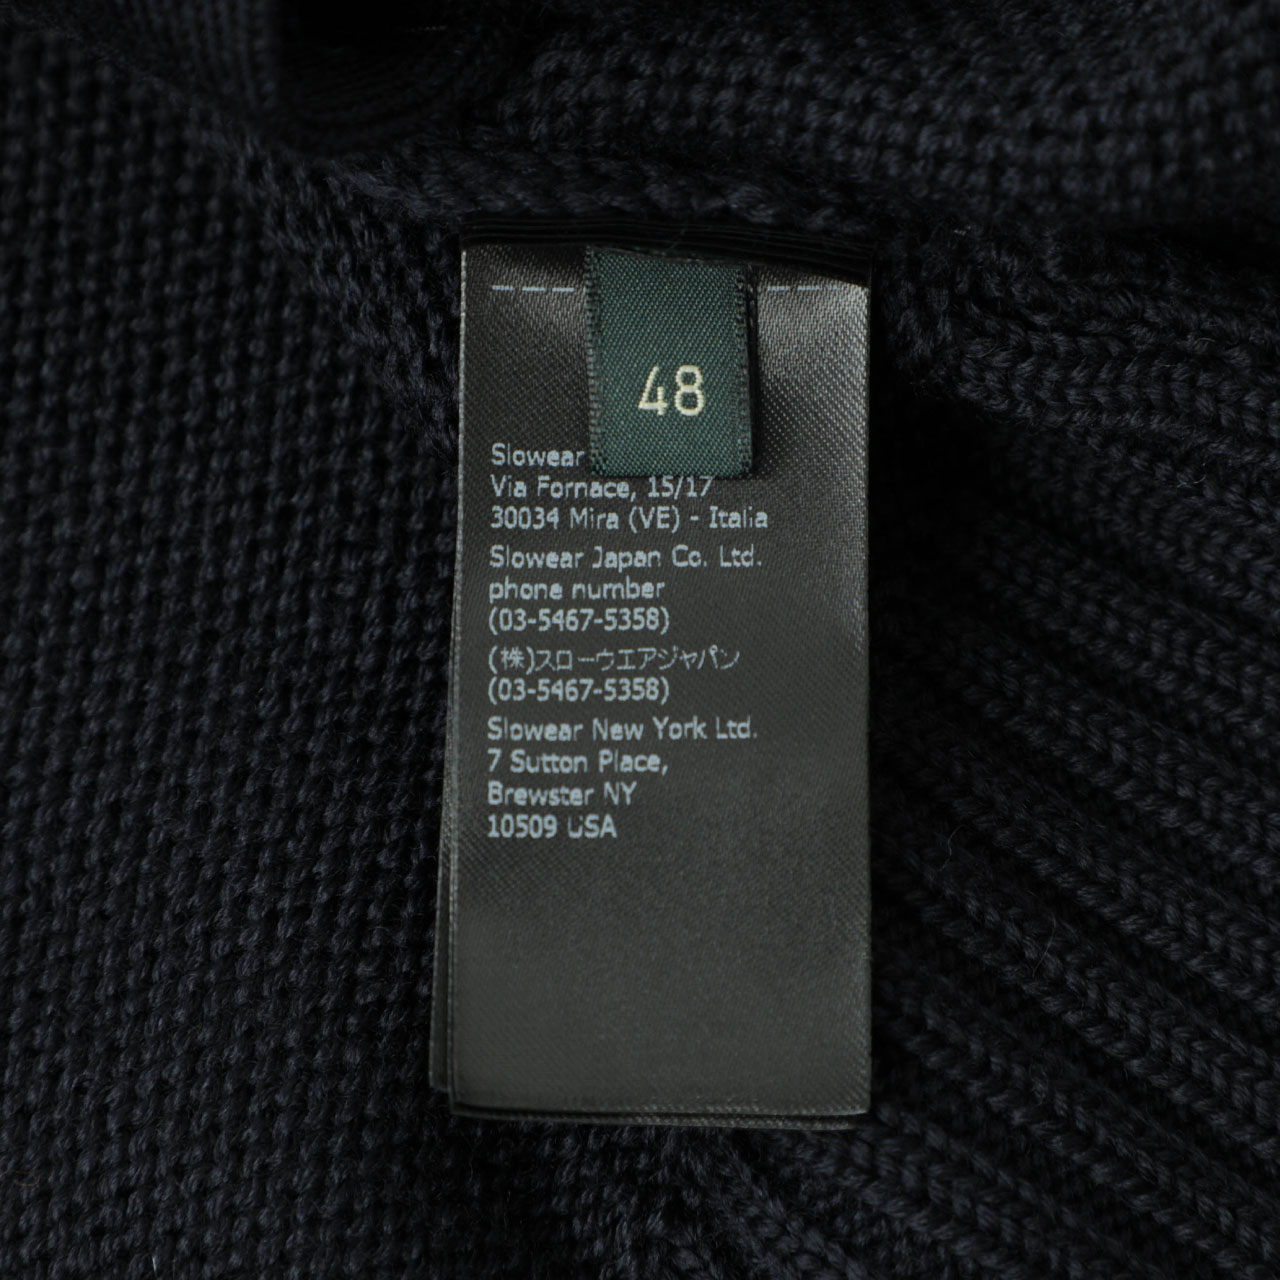 48
Slowear
Via Fornace, 15/17
30034 Mira (VE) - Italia
Slowear Japan Co. Ltd.
phone number
(03-5467-5358)
(株)スローウエアジャパン
(03-5467-5358)
Slowear New York Ltd.
7 Sutton Place,
Brewster NY
10509 USA